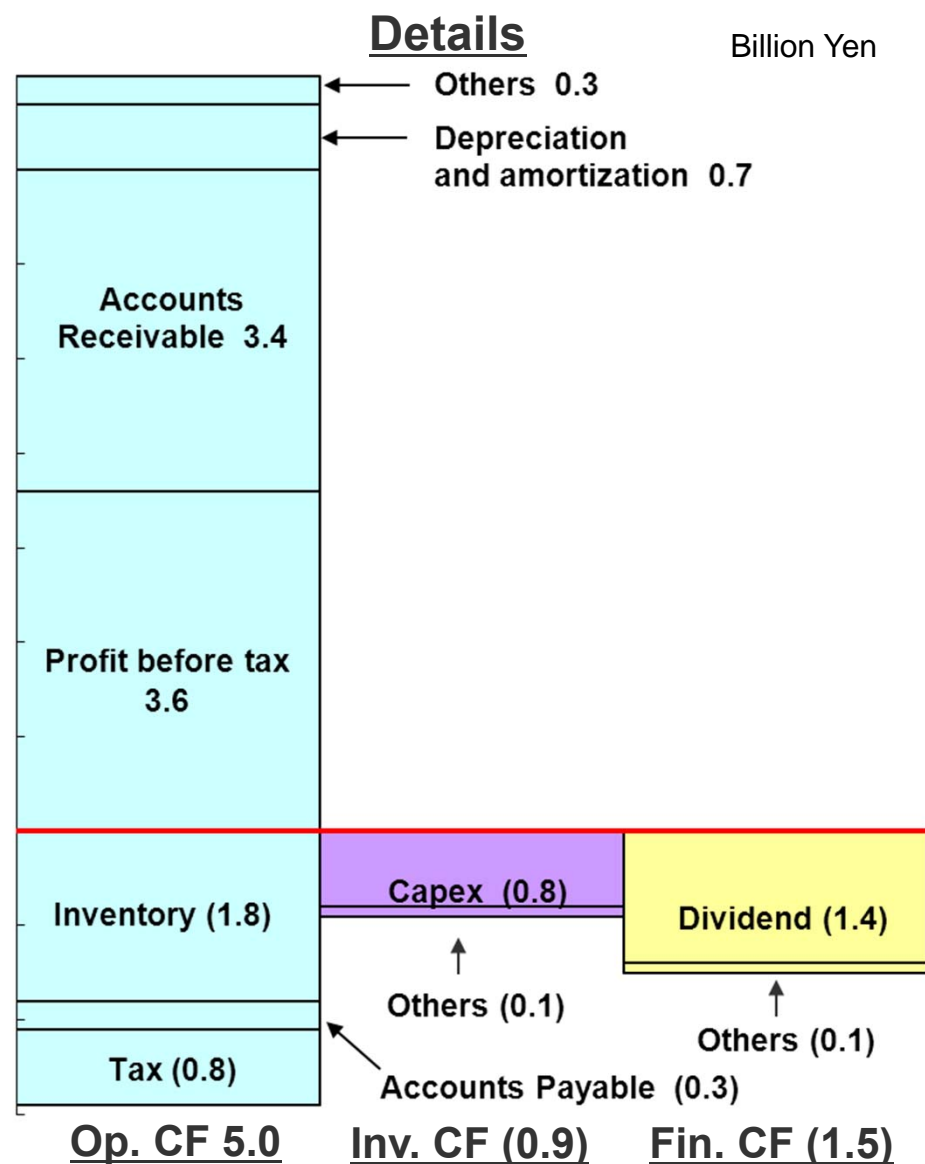 Details
Billion Yen
Others 0.3
Depreciation
and amortization 0.7
Accounts
Receivable 3.4
Profit before tax
3.6
Inventory (1.8)
Capex (0.8)
Dividend (1.4)
Others (0.1)
Others (0.1)
Tax (0.8)
Accounts Payable (0.3)
Op. CF 5.0
Inv. CF (0.9)
Fin. CF (1.5)